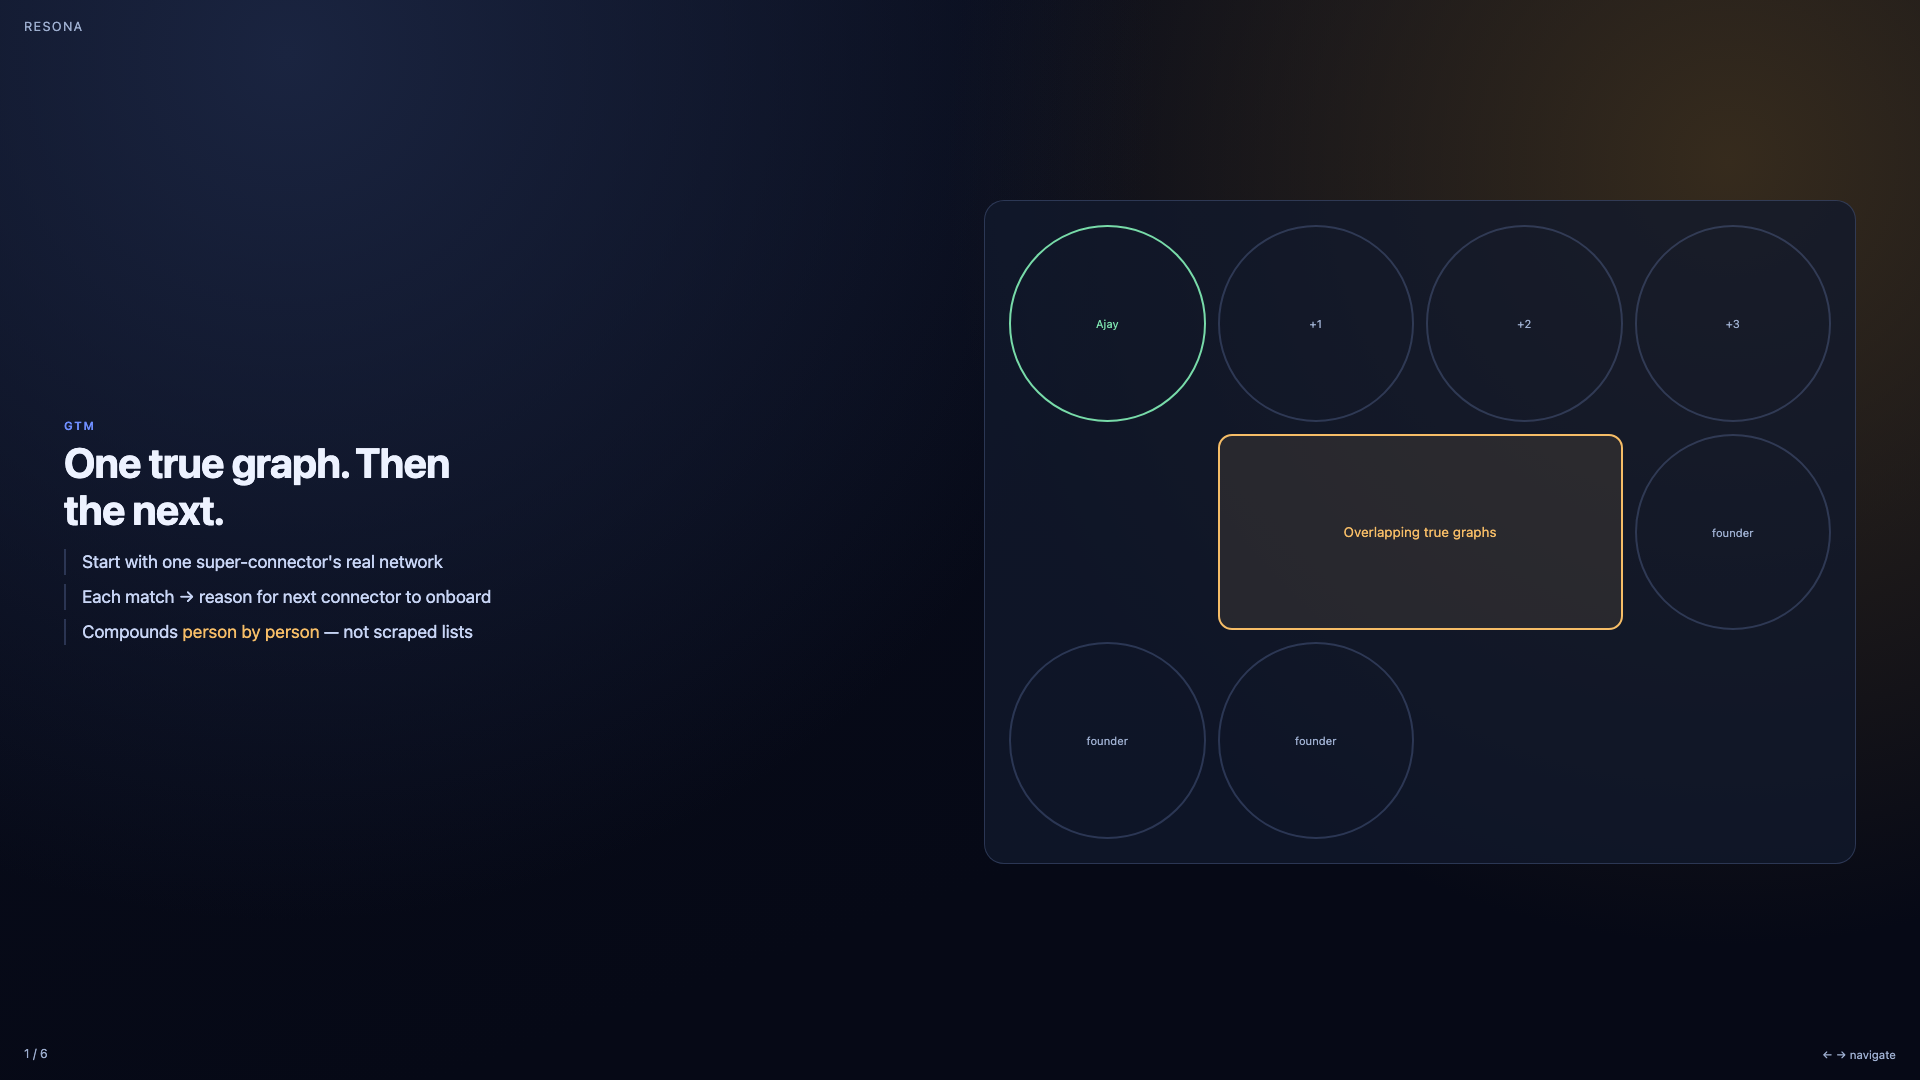 RESONA
GTM
One true graph. Then
the next.
Start with one super-connector's real network
Each match → reason for next connector to onboard
Compounds person by person — not scraped lists
Ajay
+1
+2
+3
Overlapping true graphs
founder
founder
founder
1 / 6
← → navigate